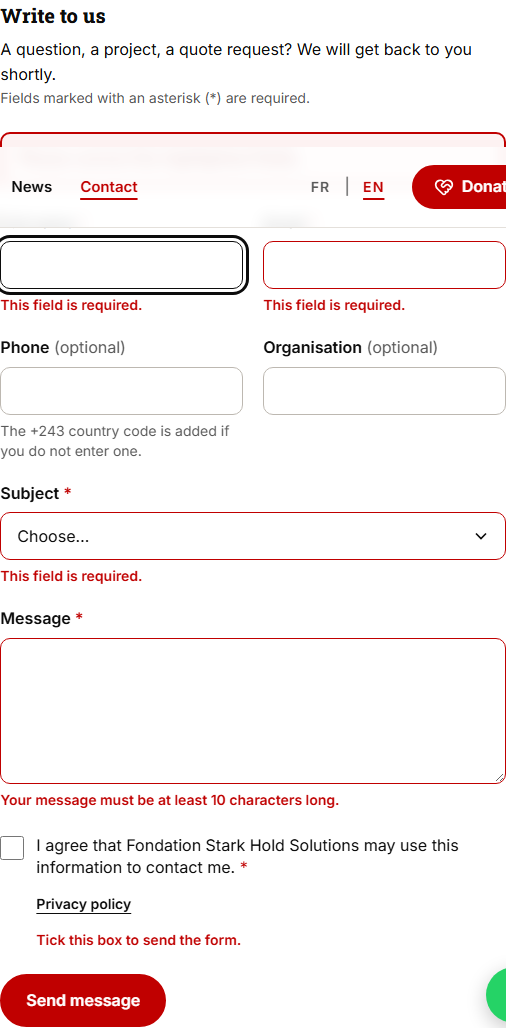 Write to us
A question, a project, a quote request? We will get back to you
shortly.
Fields marked with an asterisk (*) are required.
News Contact FR | EN Donat
This field is required. This field is required.
Phone (optional) Organisation (optional)
The +243 country code is added if
you do not enter one.
Subject *
Choose...
This field is required.
Message *
Your message must be at least 10 characters long.
I agree that Fondation Stark Hold Solutions may use this
information to contact me. *
Privacy policy
Tick this box to send the form.
Send message